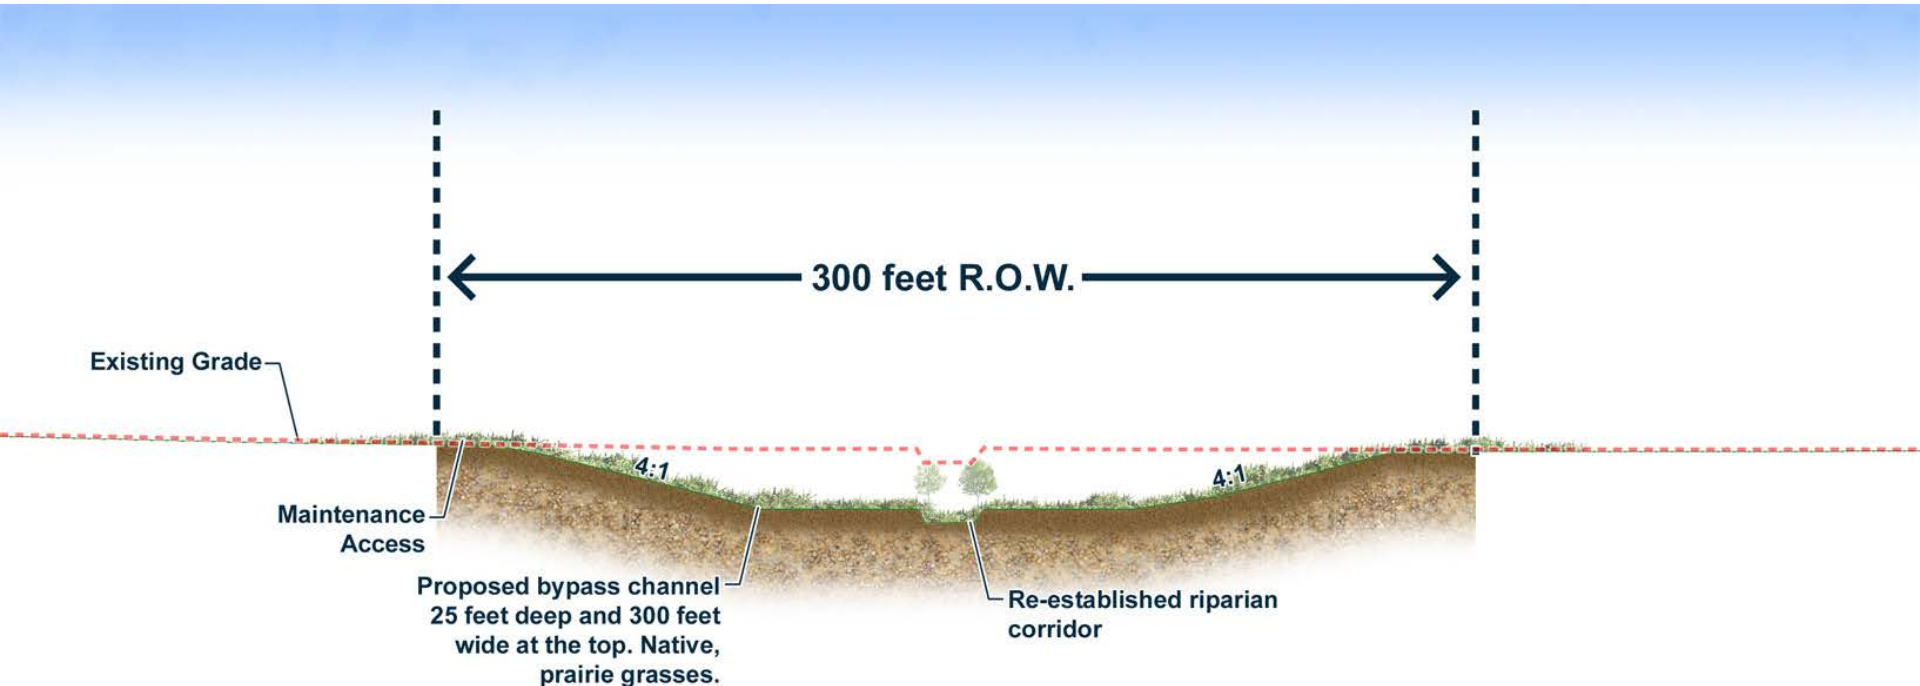 300 feet R.O.W.
Existing Grade
4:1
4:1
Maintenance
Access
Proposed bypass channel
25 feet deep and 300 feet
wide at the top. Native,
prairie grasses.
Re-established riparian
corridor